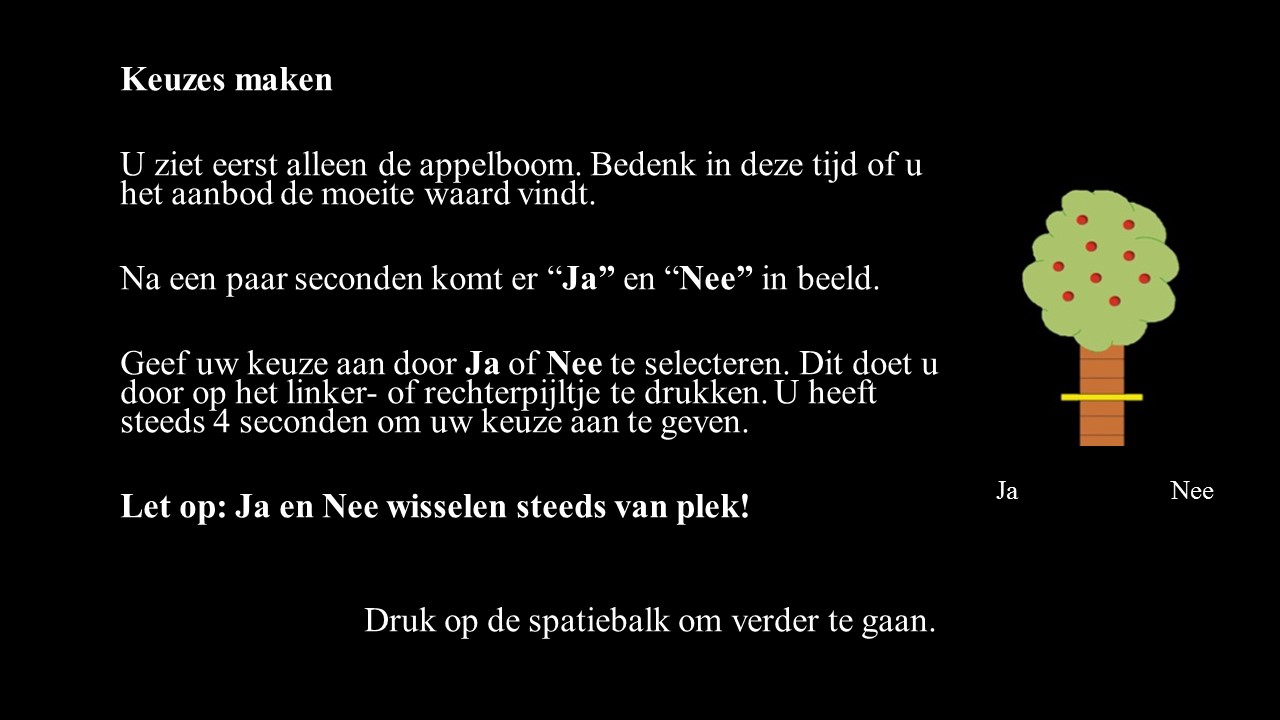 Keuzes maken
U ziet eerst alleen de appelboom. Bedenk in deze tijd of u
het aanbod de moeite waard vindt.
Na een paar seconden komt er “Ja” en “Nee” in beeld.
Geef uw keuze aan door Ja of Nee te selecteren. Dit doet u
door op het linker- of rechterpijltje te drukken. U heeft
steeds 4 seconden om uw keuze aan te geven.
Let op: Ja en Nee wisselen steeds van plek!
Ja Nee
Druk op de spatiebalk om verder te gaan.